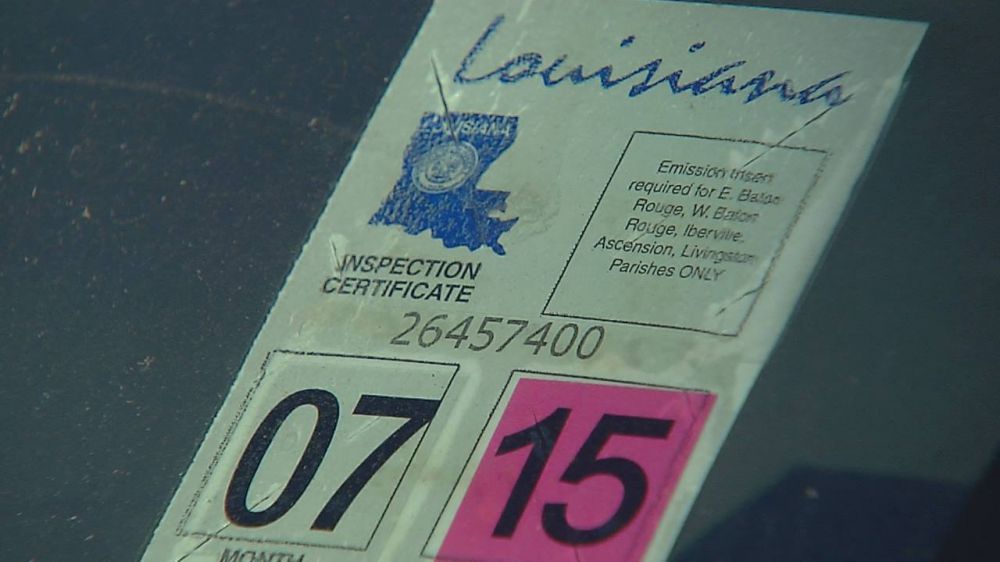 Louisiana
LOUISIANA
Emission Insert
required for E. Baton
Rouge, W. Baton
Rouge, Iberville,
Ascension, Livingston
Parishes ONLY
INSPECTION
CERTIFICATE
26457400
07
15
MONTH